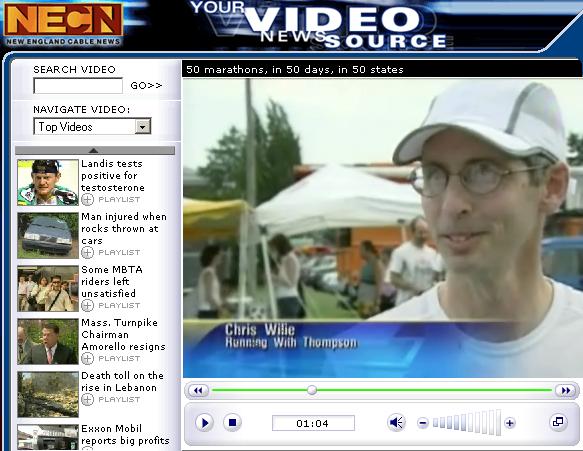 NECN
NEW ENGLAND CABLE NEWS
YOUR
VIDEO
NEWS
SOURCE
SEARCH VIDEO
GO>>
NAVIGATE VIDEO:
Top Videos
Landis tests
positive for
testosterone
PLAYLIST
Man injured when
rocks thrown at
cars
PLAYLIST
Some MBTA
riders left
unsatisfied
PLAYLIST
Mass. Turnpike
Chairman
Amorello resigns
PLAYLIST
Death toll on the
rise in Lebanon
PLAYLIST
Exxon Mobil
reports big profits
50 marathons, in 50 days, in 50 states
Chris Wilie
Running With Thompson
01:04